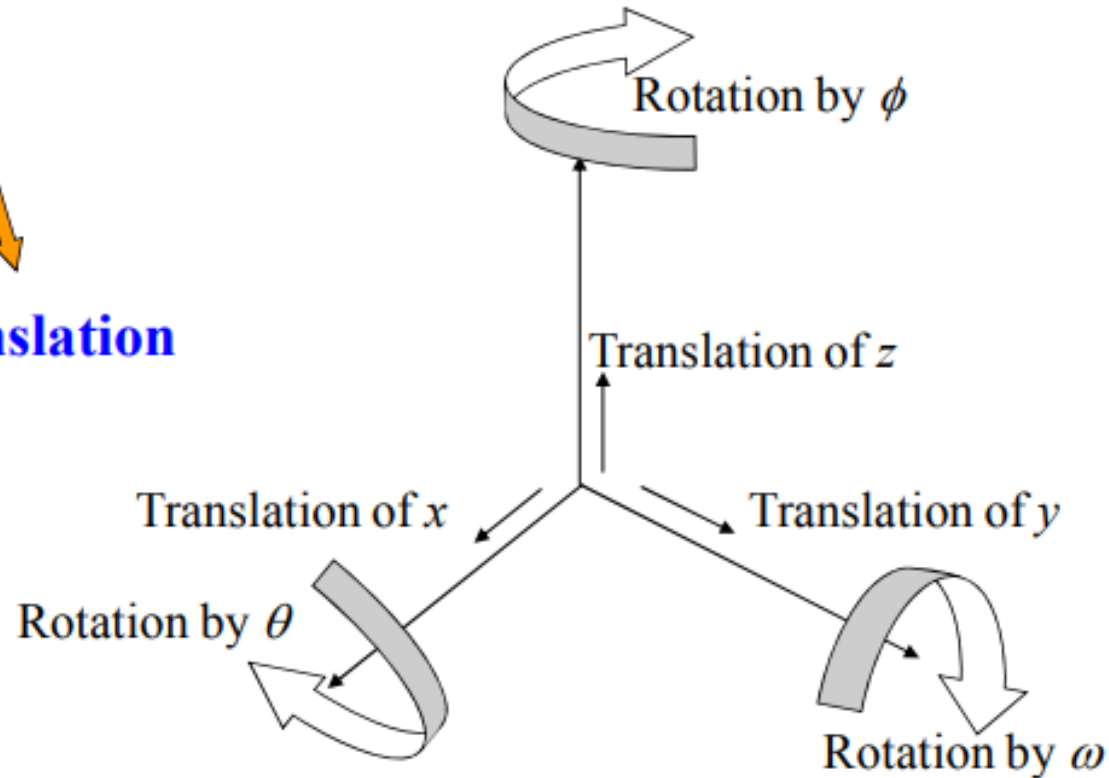 Rotation by ϕ
nslation
Translation of z
Translation of x
Translation of y
Rotation by θ
Rotation by ω